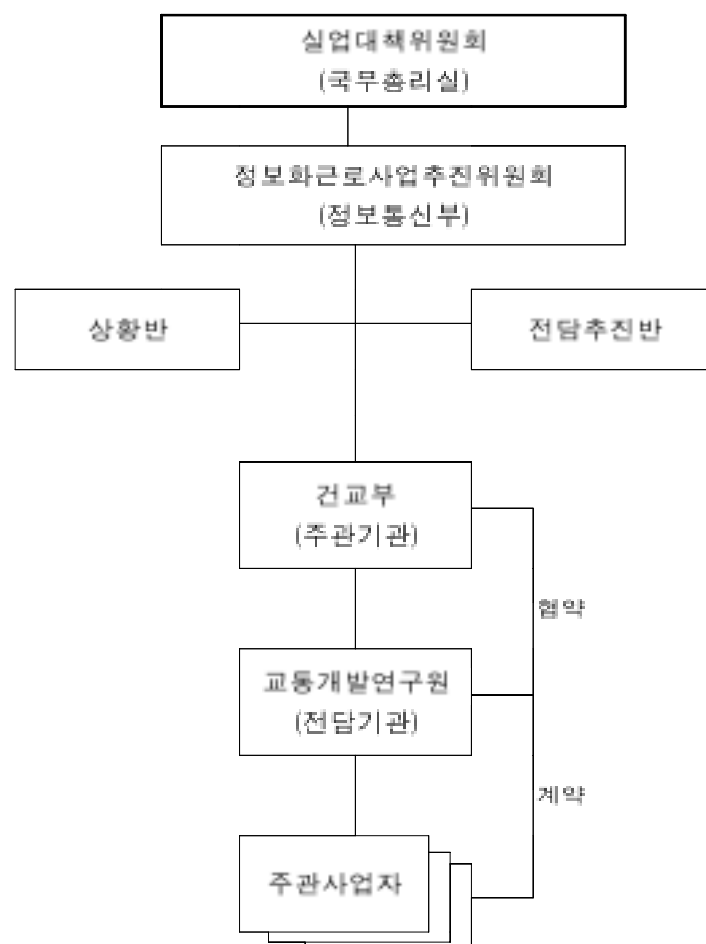 실업대책위원회
(국무총리실)
정보화근로사업추진위원회
(정보통신부)
상황반
전담추진반
건교부
(주관기관)
협약
교통개발연구원
(전담기관)
계약
주관사업자